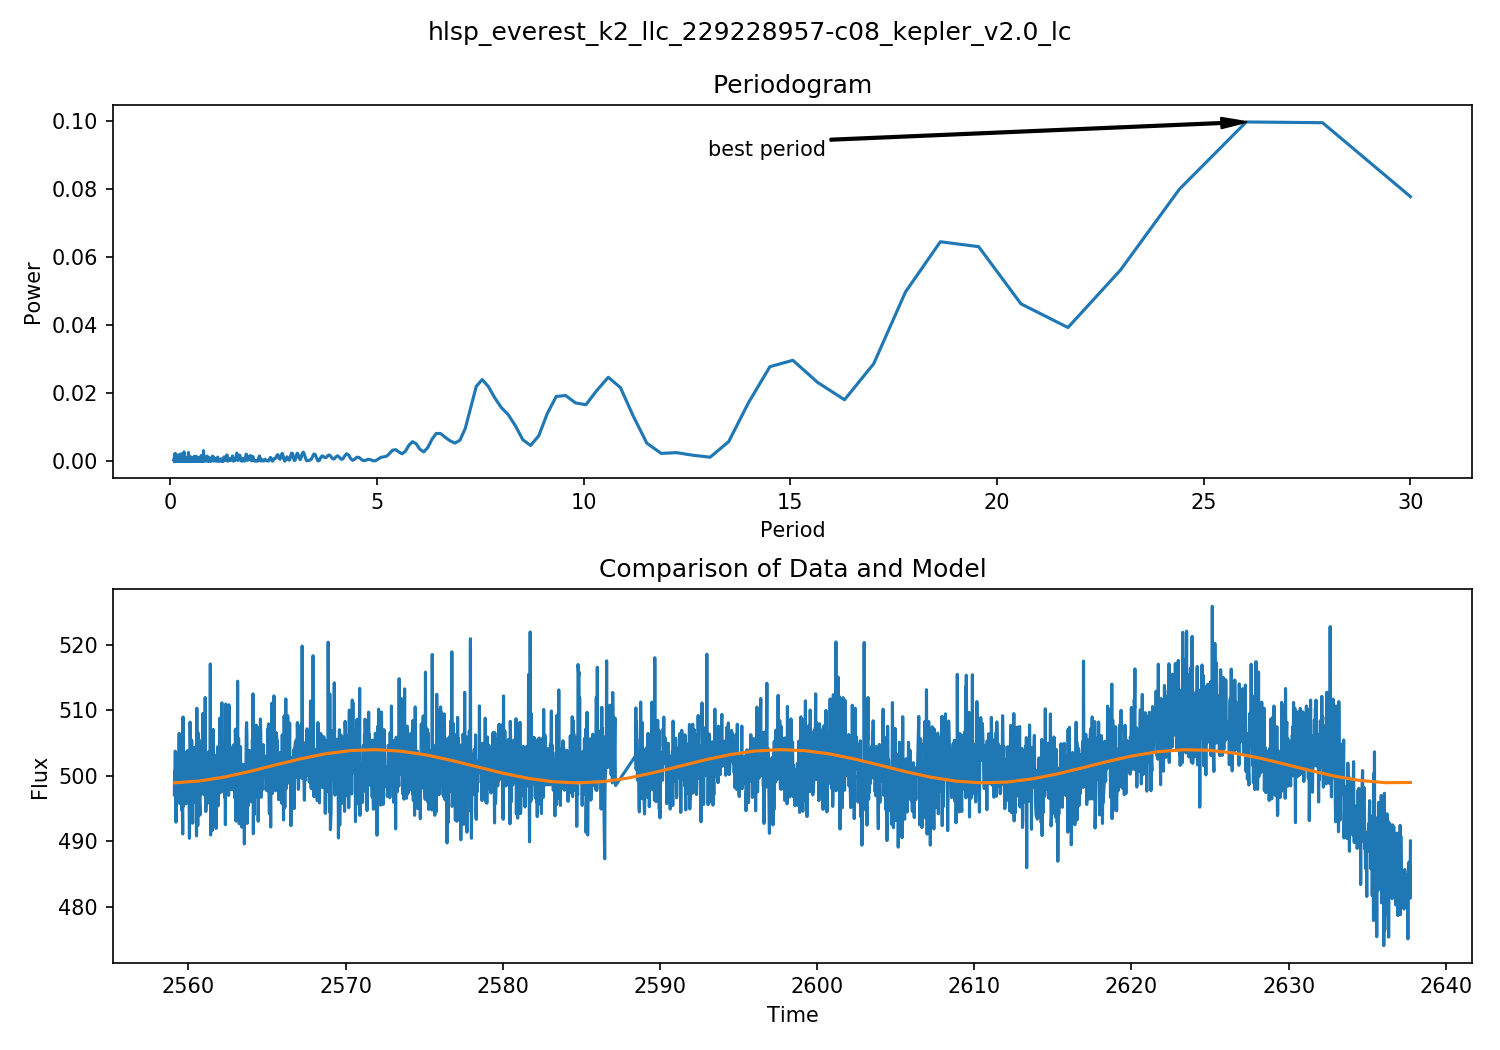 hlsp_everest_k2_llc_229228957-c08_kepler_v2.0_lc
Periodogram
Power
0.10
0.08
0.06
0.04
0.02
0.00
best period
0 5 10 15 20 25 30
Period
Comparison of Data and Model
Flux
520
510
500
490
480
2560 2570 2580 2590 2600 2610 2620 2630 2640
Time